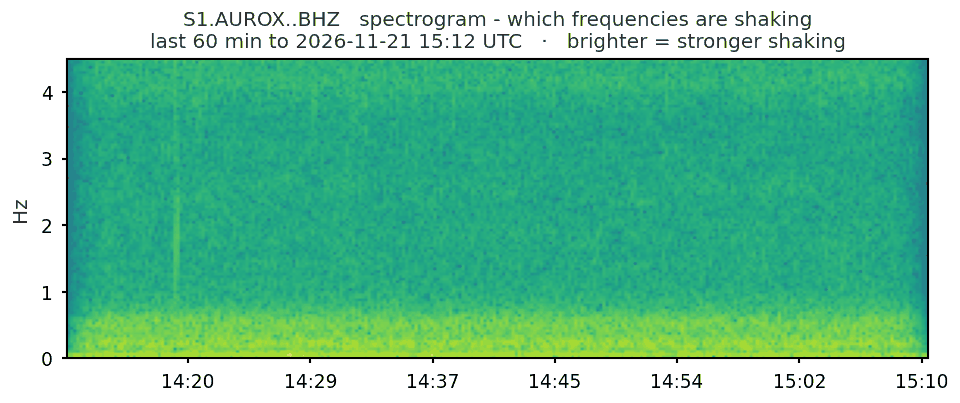 S1.AUROX..BHZ   spectrogram - which frequencies are shaking
last 60 min to 2026-11-21 15:12 UTC   ·   brighter = stronger shaking
4
3
Hz
2
1
0
14:20 14:29 14:37 14:45 14:54 15:02 15:10